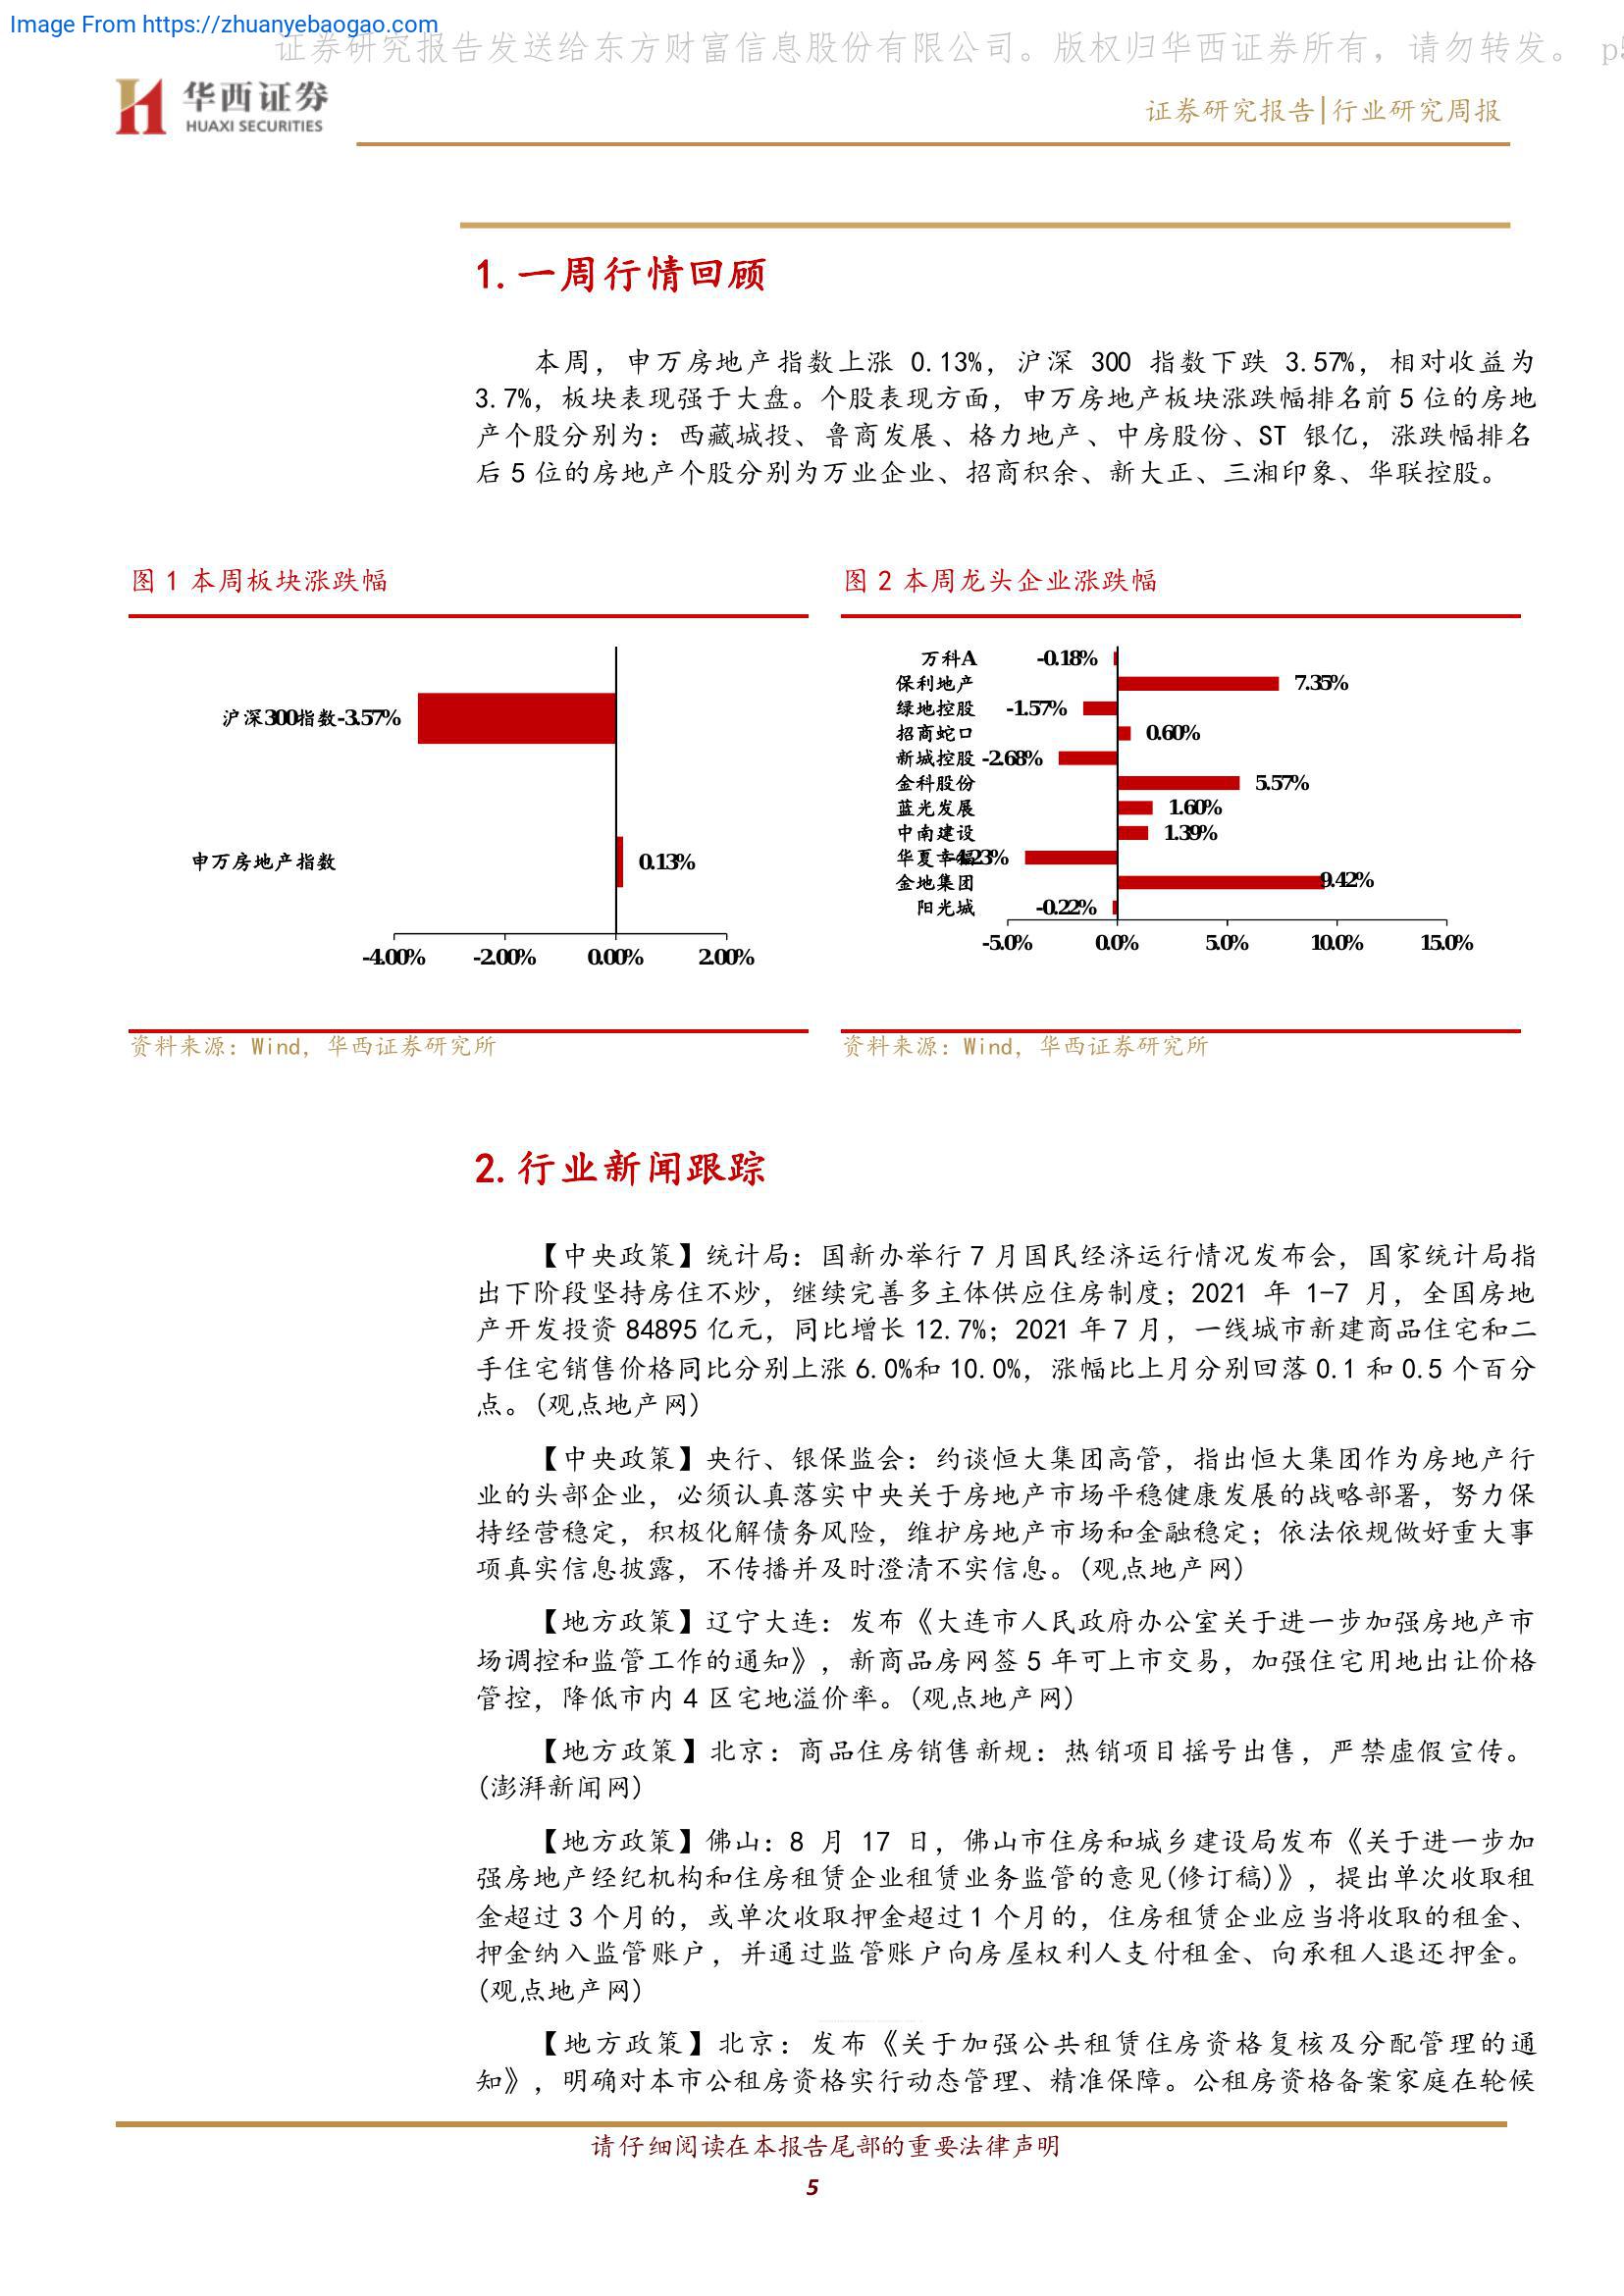 Image From https://zhuanyebaogao.com
证券研究报告发送给东方财富信息股份有限公司。版权归华西证券所有，请勿转发。 p5
华西证券
HUAXI SECURITIES
证券研究报告|行业研究周报
1. 一周行情回顾
本周，申万房地产指数上涨 0.13%，沪深 300 指数下跌 3.57%，相对收益为
3.7%，板块表现强于大盘。个股表现方面，申万房地产板块涨跌幅排名前 5 位的房地
产个股分别为：西藏城投、鲁商发展、格力地产、中房股份、ST 银亿，涨跌幅排名
后 5 位的房地产个股分别为万业企业、招商积余、新大正、三湘印象、华联控股。
图 1 本周板块涨跌幅
沪深300指数 -3.57%
申万房地产指数 0.13%
-4.00% -2.00% 0.00% 2.00%
资料来源：Wind，华西证券研究所
图 2 本周龙头企业涨跌幅
万科A -0.18%
保利地产 7.35%
绿地控股 -1.57%
招商蛇口 0.60%
新城控股 -2.68%
金科股份 5.57%
蓝光发展 1.60%
中南建设 1.39%
华夏幸福 -4.23%
金地集团 9.42%
阳光城 -0.22%
-5.0% 0.0% 5.0% 10.0% 15.0%
资料来源：Wind，华西证券研究所
2. 行业新闻跟踪
【中央政策】统计局：国新办举行 7 月国民经济运行情况发布会，国家统计局指
出下阶段坚持房住不炒，继续完善多主体供应住房制度；2021 年 1-7 月，全国房地
产开发投资 84895 亿元，同比增长 12.7%；2021 年 7 月，一线城市新建商品住宅和二
手住宅销售价格同比分别上涨 6.0%和 10.0%，涨幅比上月分别回落 0.1 和 0.5 个百分
点。(观点地产网)
【中央政策】央行、银保监会：约谈恒大集团高管，指出恒大集团作为房地产行
业的头部企业，必须认真落实中央关于房地产市场平稳健康发展的战略部署，努力保
持经营稳定，积极化解债务风险，维护房地产市场和金融稳定；依法依规做好重大事
项真实信息披露，不传播并及时澄清不实信息。(观点地产网)
【地方政策】辽宁大连：发布《大连市人民政府办公室关于进一步加强房地产市
场调控和监管工作的通知》，新商品房网签 5 年可上市交易，加强住宅用地出让价格
管控，降低市内 4 区宅地溢价率。(观点地产网)
【地方政策】北京：商品住房销售新规：热销项目摇号出售，严禁虚假宣传。
(澎湃新闻网)
【地方政策】佛山：8 月 17 日，佛山市住房和城乡建设局发布《关于进一步加
强房地产经纪机构和住房租赁企业租赁业务监管的意见(修订稿)》，提出单次收取租
金超过 3 个月的，或单次收取押金超过 1 个月的，住房租赁企业应当将收取的租金、
押金纳入监管账户，并通过监管账户向房屋权利人支付租金、向承租人退还押金。
(观点地产网)
【地方政策】北京：发布《关于加强公共租赁住房资格复核及分配管理的通
知》，明确对本市公租房资格实行动态管理、精准保障。公租房资格备案家庭在轮候
请仔细阅读在本报告尾部的重要法律声明
5